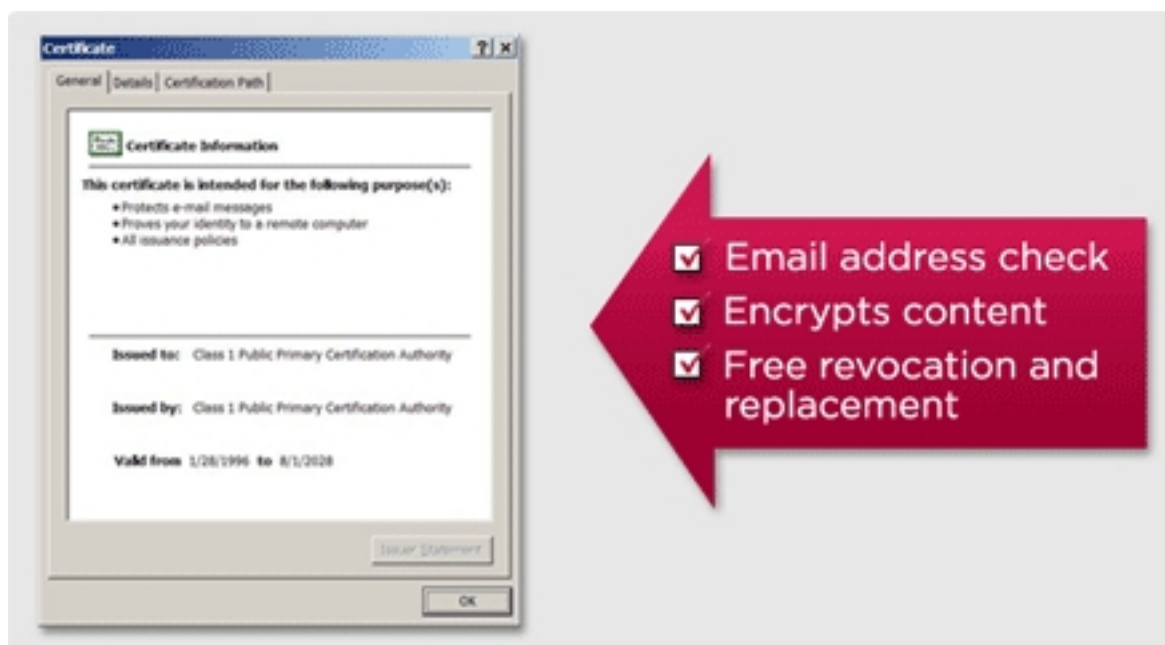 Certificate
General Details Certification Path
Certificate Information
This certificate is intended for the following purpose(s):
•Protects e-mail messages
•Proves your identity to a remote computer
•All issuance policies
Issued to: Class 1 Public Primary Certification Authority
Issued by: Class 1 Public Primary Certification Authority
Valid from 1/28/1996 to 8/1/2028
Issuer Statement
OK
Email address check
Encrypts content
Free revocation and
replacement